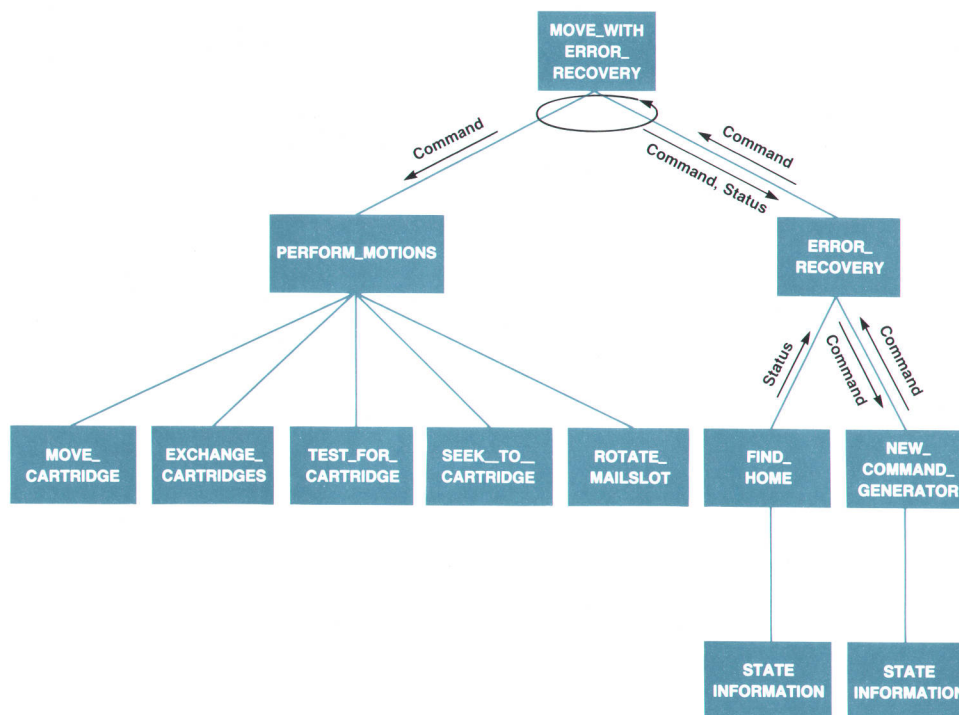 MOVE_WITH
ERROR_
RECOVERY
Command
Command
Command, Status
PERFORM_MOTIONS
ERROR_
RECOVERY
Status
Command
Command
MOVE_
CARTRIDGE
EXCHANGE_
CARTRIDGES
TEST_FOR_
CARTRIDGE
SEEK__TO__
CARTRIDGE
ROTATE_
MAILSLOT
FIND_
HOME
NEW_
COMMAND_
GENERATOR
STATE
INFORMATION
STATE
INFORMATION